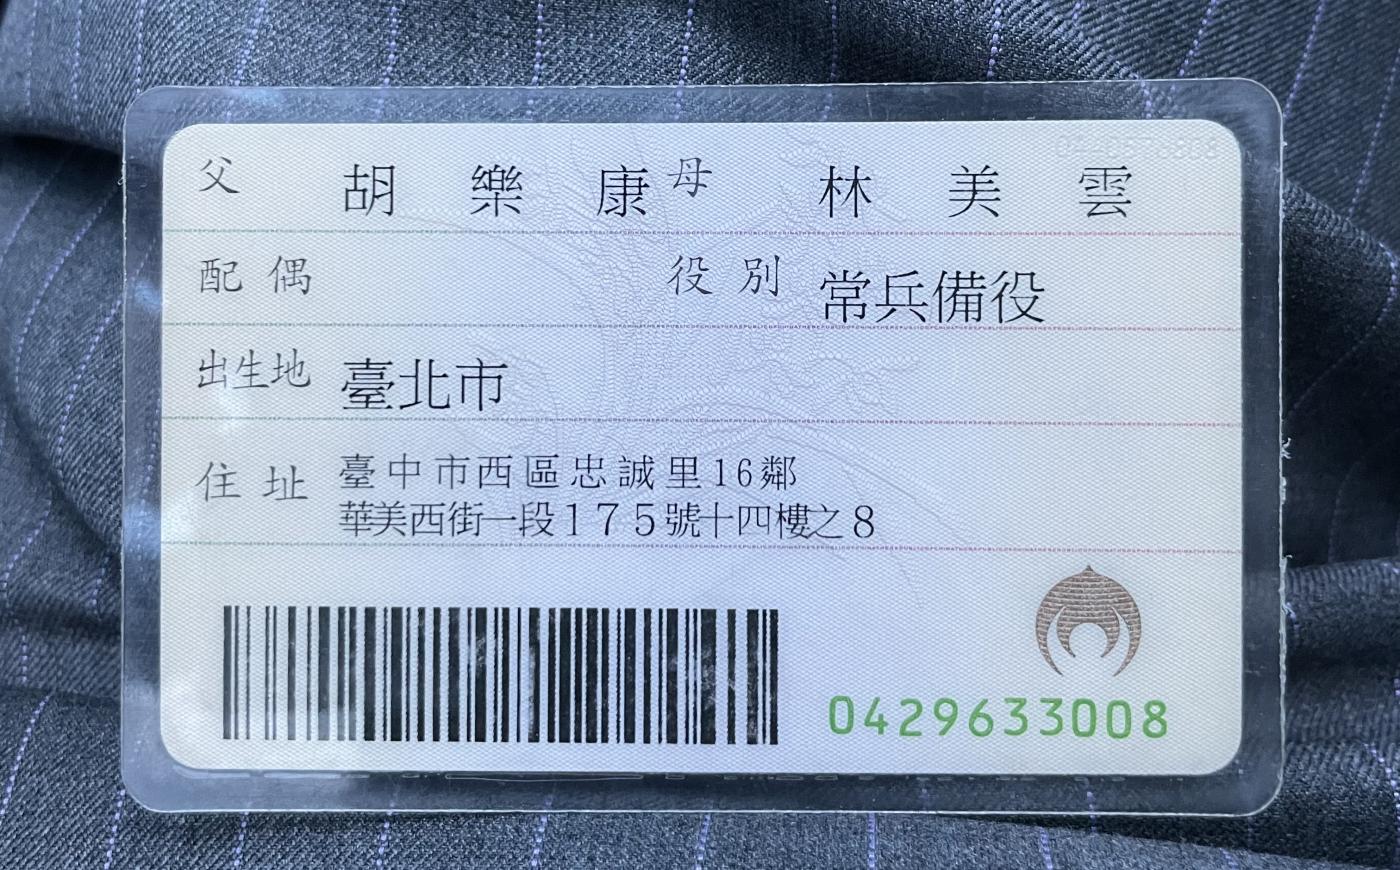 父 胡樂康 母 林美雲
配偶 役別 常兵備役
出生地 臺北市
住址 臺中市西區忠誠里16鄰
華美西街一段175號十四樓之8
0429633008